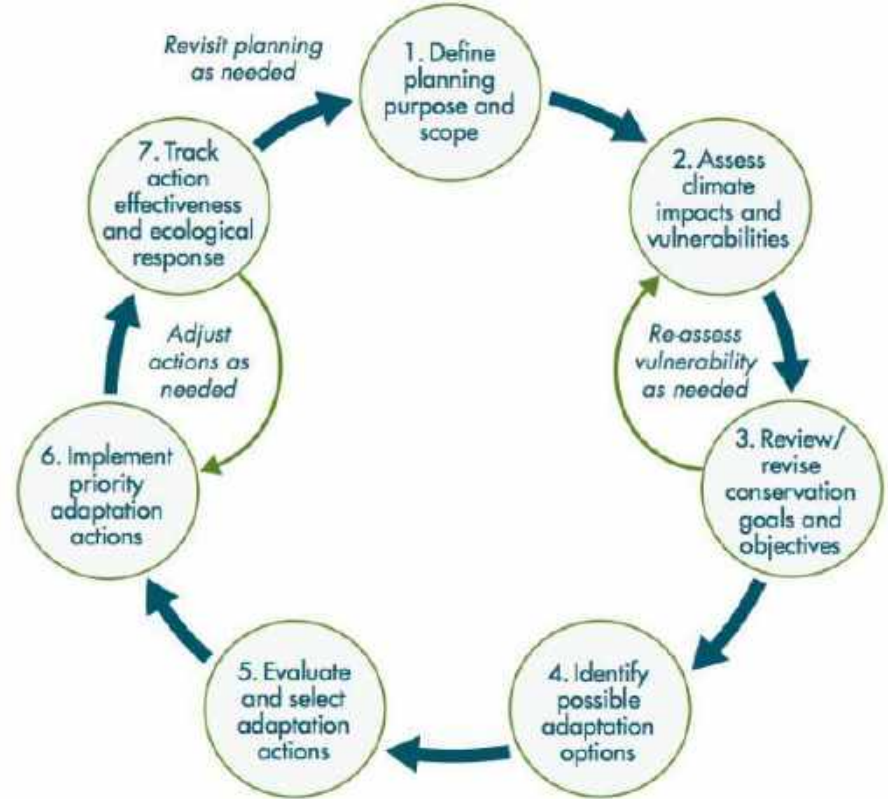 Revisit planning
as needed
1. Define
planning
purpose and
scope
2. Assess
climate
impacts and
vulnerabilities
Re-assess
vulnerability
as needed
3. Review/
revise
conservation
goals and
objectives
4. Identify
possible
adaptation
options
5. Evaluate
and select
adaptation
actions
6. Implement
priority
adaptation
actions
Adjust
actions as
needed
7. Track
action
effectiveness
and ecological
response